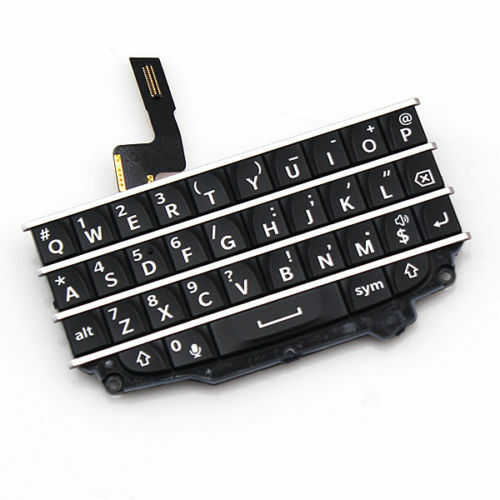 # Q 1 W 2 E 3 R ( T ) Y _ U - I + O @ P
* A 4 S 5 D 6 F / G : H ; J ' K " L
alt 7 Z 8 X 9 C ? V ! B , N . M $
0 sym